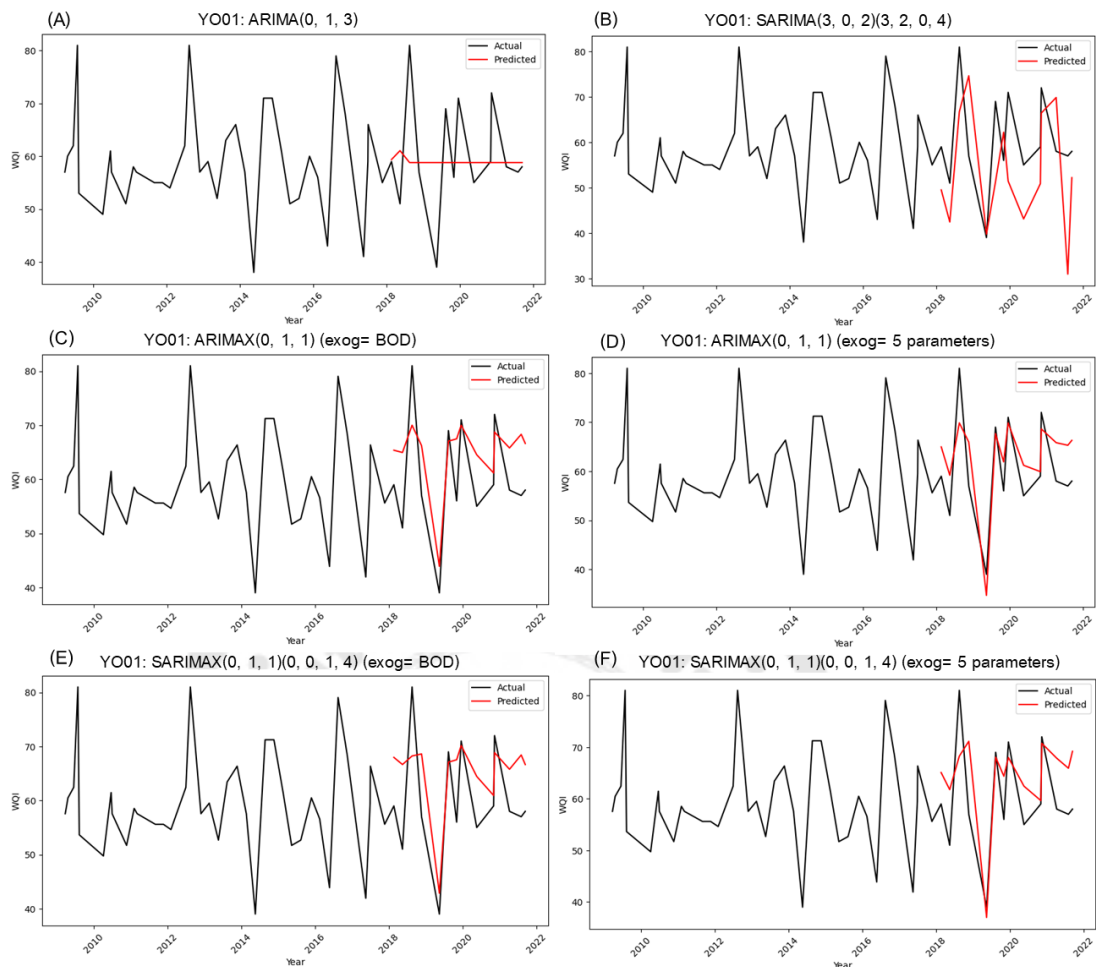 (A) YO01: ARIMA(0, 1, 3)
WQI
80
70
60
50
40
Actual
Predicted
2010 2012 2014 2016 2018 2020 2022
Year
(B) YO01: SARIMA(3, 0, 2)(3, 2, 0, 4)
WQI
80
70
60
50
40
30
Actual
Predicted
2010 2012 2014 2016 2018 2020 2022
Year
(C) YO01: ARIMAX(0, 1, 1) (exog= BOD)
WQI
80
70
60
50
40
Actual
Predicted
2010 2012 2014 2016 2018 2020 2022
Year
(D) YO01: ARIMAX(0, 1, 1) (exog= 5 parameters)
WQI
80
70
60
50
40
Actual
Predicted
2010 2012 2014 2016 2018 2020 2022
Year
(E) YO01: SARIMAX(0, 1, 1)(0, 0, 1, 4) (exog= BOD)
WQI
80
70
60
50
40
Actual
Predicted
2010 2012 2014 2016 2018 2020 2022
Year
(F) YO01: SARIMAX(0, 1, 1)(0, 0, 1, 4) (exog= 5 parameters)
WQI
80
70
60
50
40
Actual
Predicted
2010 2012 2014 2016 2018 2020 2022
Year